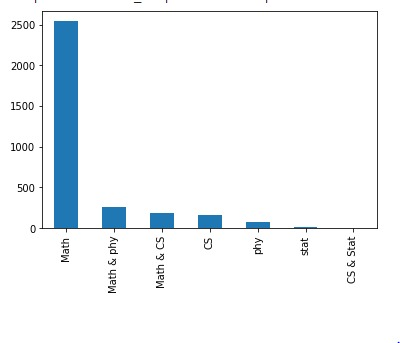 2500
2000
1500
1000
500
0
Math
Math & phy
Math & CS
CS
phy
stat
CS & Stat